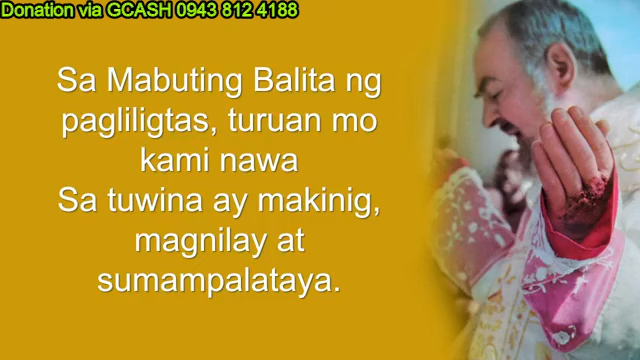 Donation via GCASH 0943 812 4188
Sa Mabuting Balita ng
pagliligtas, turuan mo
kami nawa
Sa tuwina ay makinig,
magnilay at
sumampalataya.